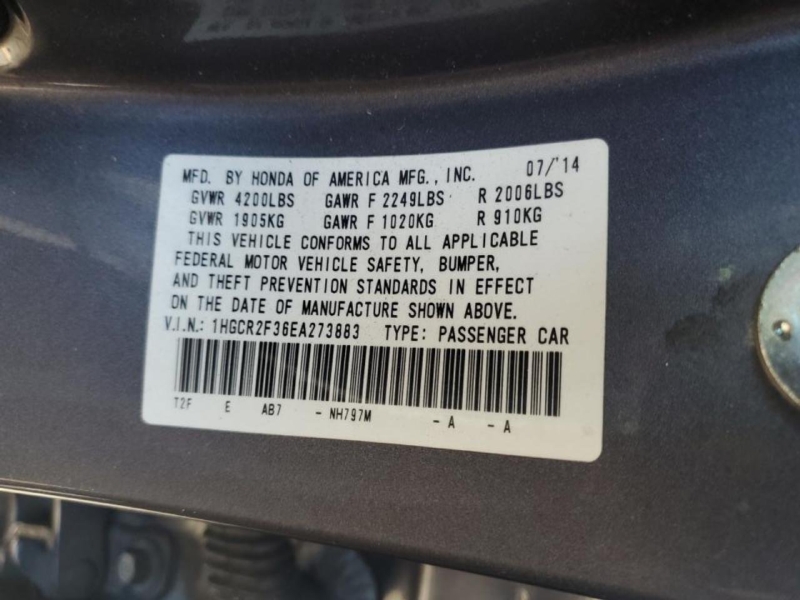 MFD. BY HONDA OF AMERICA MFG., INC. 07/'14
GVWR 4200LBS GAWR F 2249LBS R 2006LBS
GVWR 1905KG GAWR F 1020KG R 910KG
THIS VEHICLE CONFORMS TO ALL APPLICABLE
FEDERAL MOTOR VEHICLE SAFETY, BUMPER,
AND THEFT PREVENTION STANDARDS IN EFFECT
ON THE DATE OF MANUFACTURE SHOWN ABOVE.
V.I.N.: 1HGCR2F36EA273883 TYPE: PASSENGER CAR
T2F E AB7 - NH797M - A - A